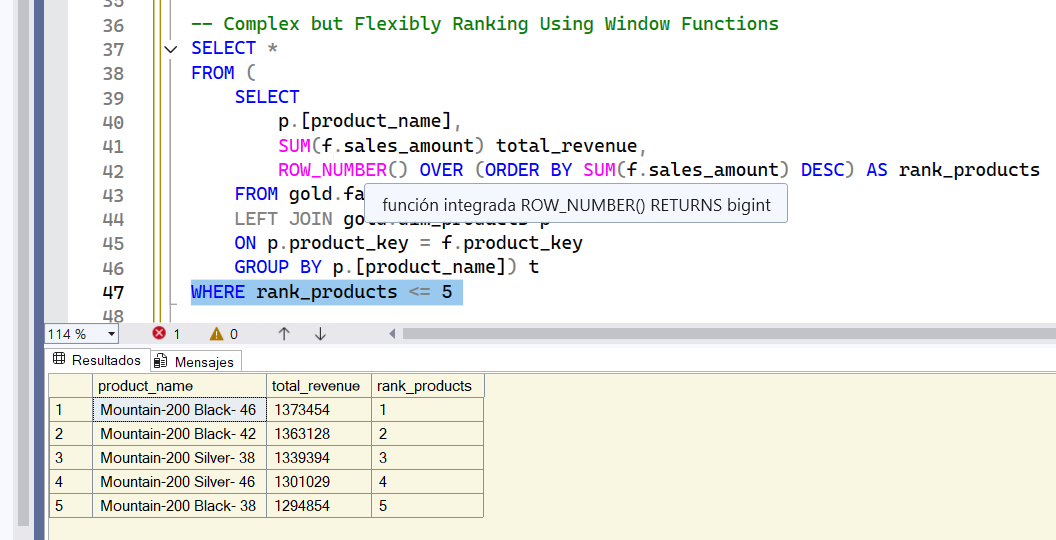 35
36 -- Complex but Flexibly Ranking Using Window Functions
37 SELECT *
38 FROM (
39 SELECT
40 p.[product_name],
41 SUM(f.sales_amount) total_revenue,
42 ROW_NUMBER() OVER (ORDER BY SUM(f.sales_amount) DESC) AS rank_products
43 FROM gold.fa
función integrada ROW_NUMBER() RETURNS bigint
44 LEFT JOIN gold.dim_products p
45 ON p.product_key = f.product_key
46 GROUP BY p.[product_name]) t
47 WHERE rank_products <= 5
48
114 % 1 0
Resultados Mensajes
product_name total_revenue rank_products
1 Mountain-200 Black- 46 1373454 1
2 Mountain-200 Black- 42 1363128 2
3 Mountain-200 Silver- 38 1339394 3
4 Mountain-200 Silver- 46 1301029 4
5 Mountain-200 Black- 38 1294854 5